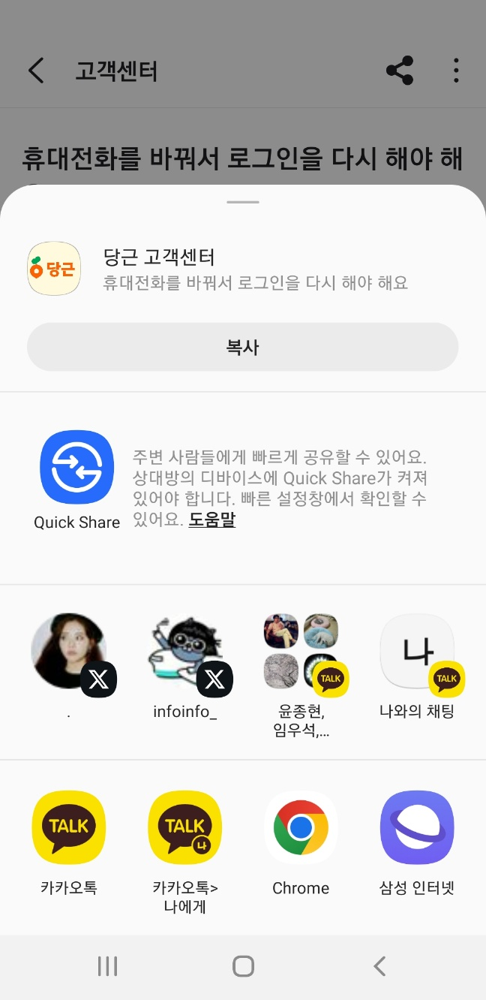 고객센터
휴대전화를 바꿔서 로그인을 다시 해야 해
당근
당근 고객센터
휴대전화를 바꿔서 로그인을 다시 해야 해요
복사
주변 사람들에게 빠르게 공유할 수 있어요.
상대방의 디바이스에 Quick Share가 켜져
있어야 합니다. 빠른 설정창에서 확인할 수
있어요. 도움말
Quick Share
나
TALK
TALK
.
infoinfo_
윤종현,
임우석,...
나와의 채팅
TALK
TALK
나
카카오톡
카카오톡>
나에게
Chrome
삼성 인터넷